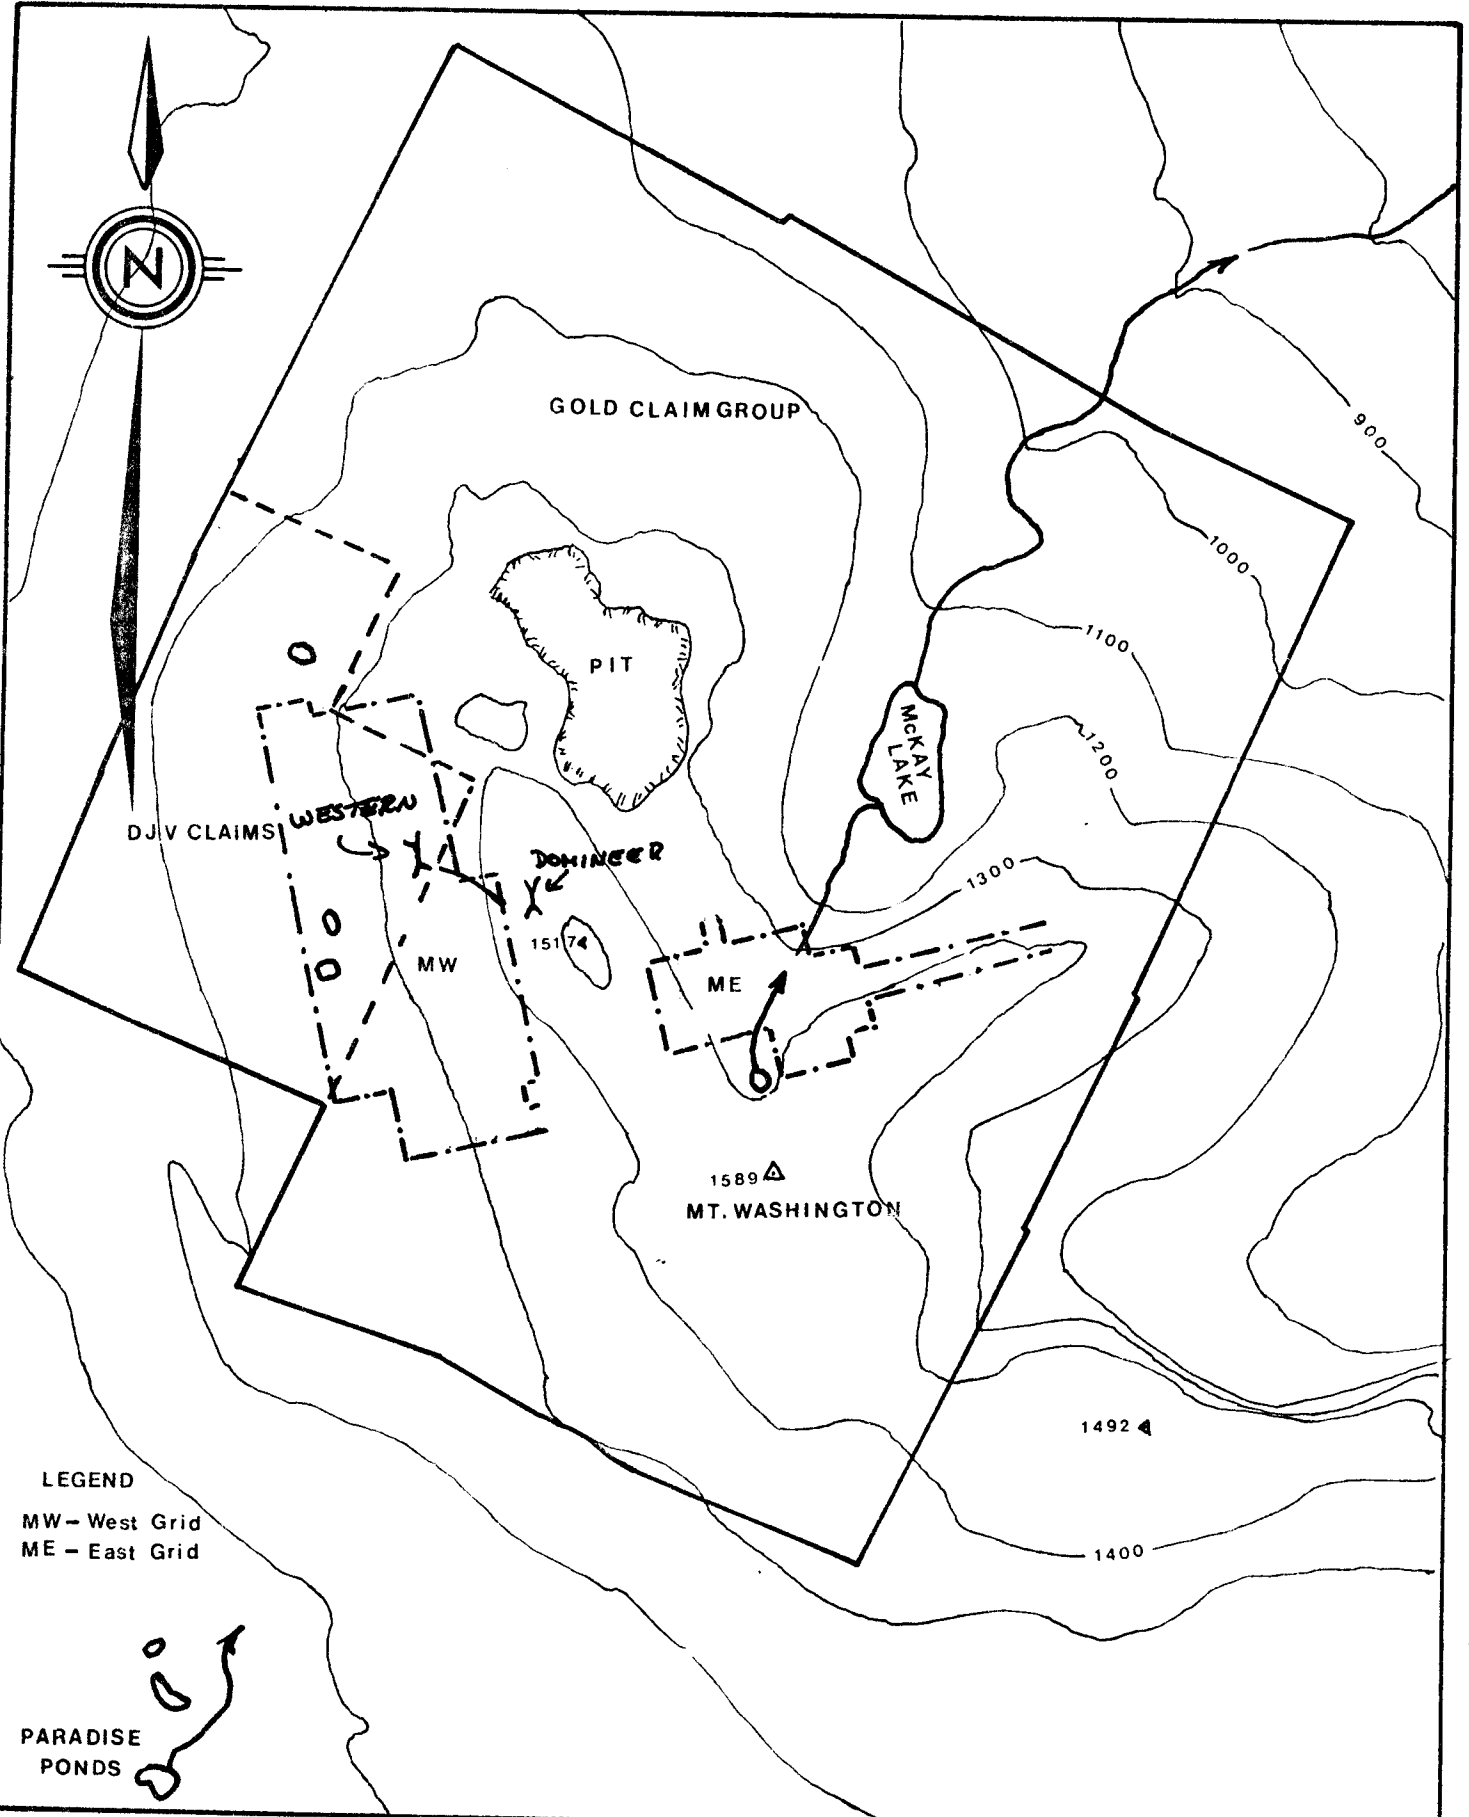 N
GOLD CLAIM GROUP
900
1000
PIT
1100
McKAY
LAKE
1200
WESTERN
DJV CLAIMS
DOMINEER
1300
1517
MW
ME
1589
MT. WASHINGTON
1492
LEGEND
MW - West Grid
ME - East Grid
1400
PARADISE
PONDS